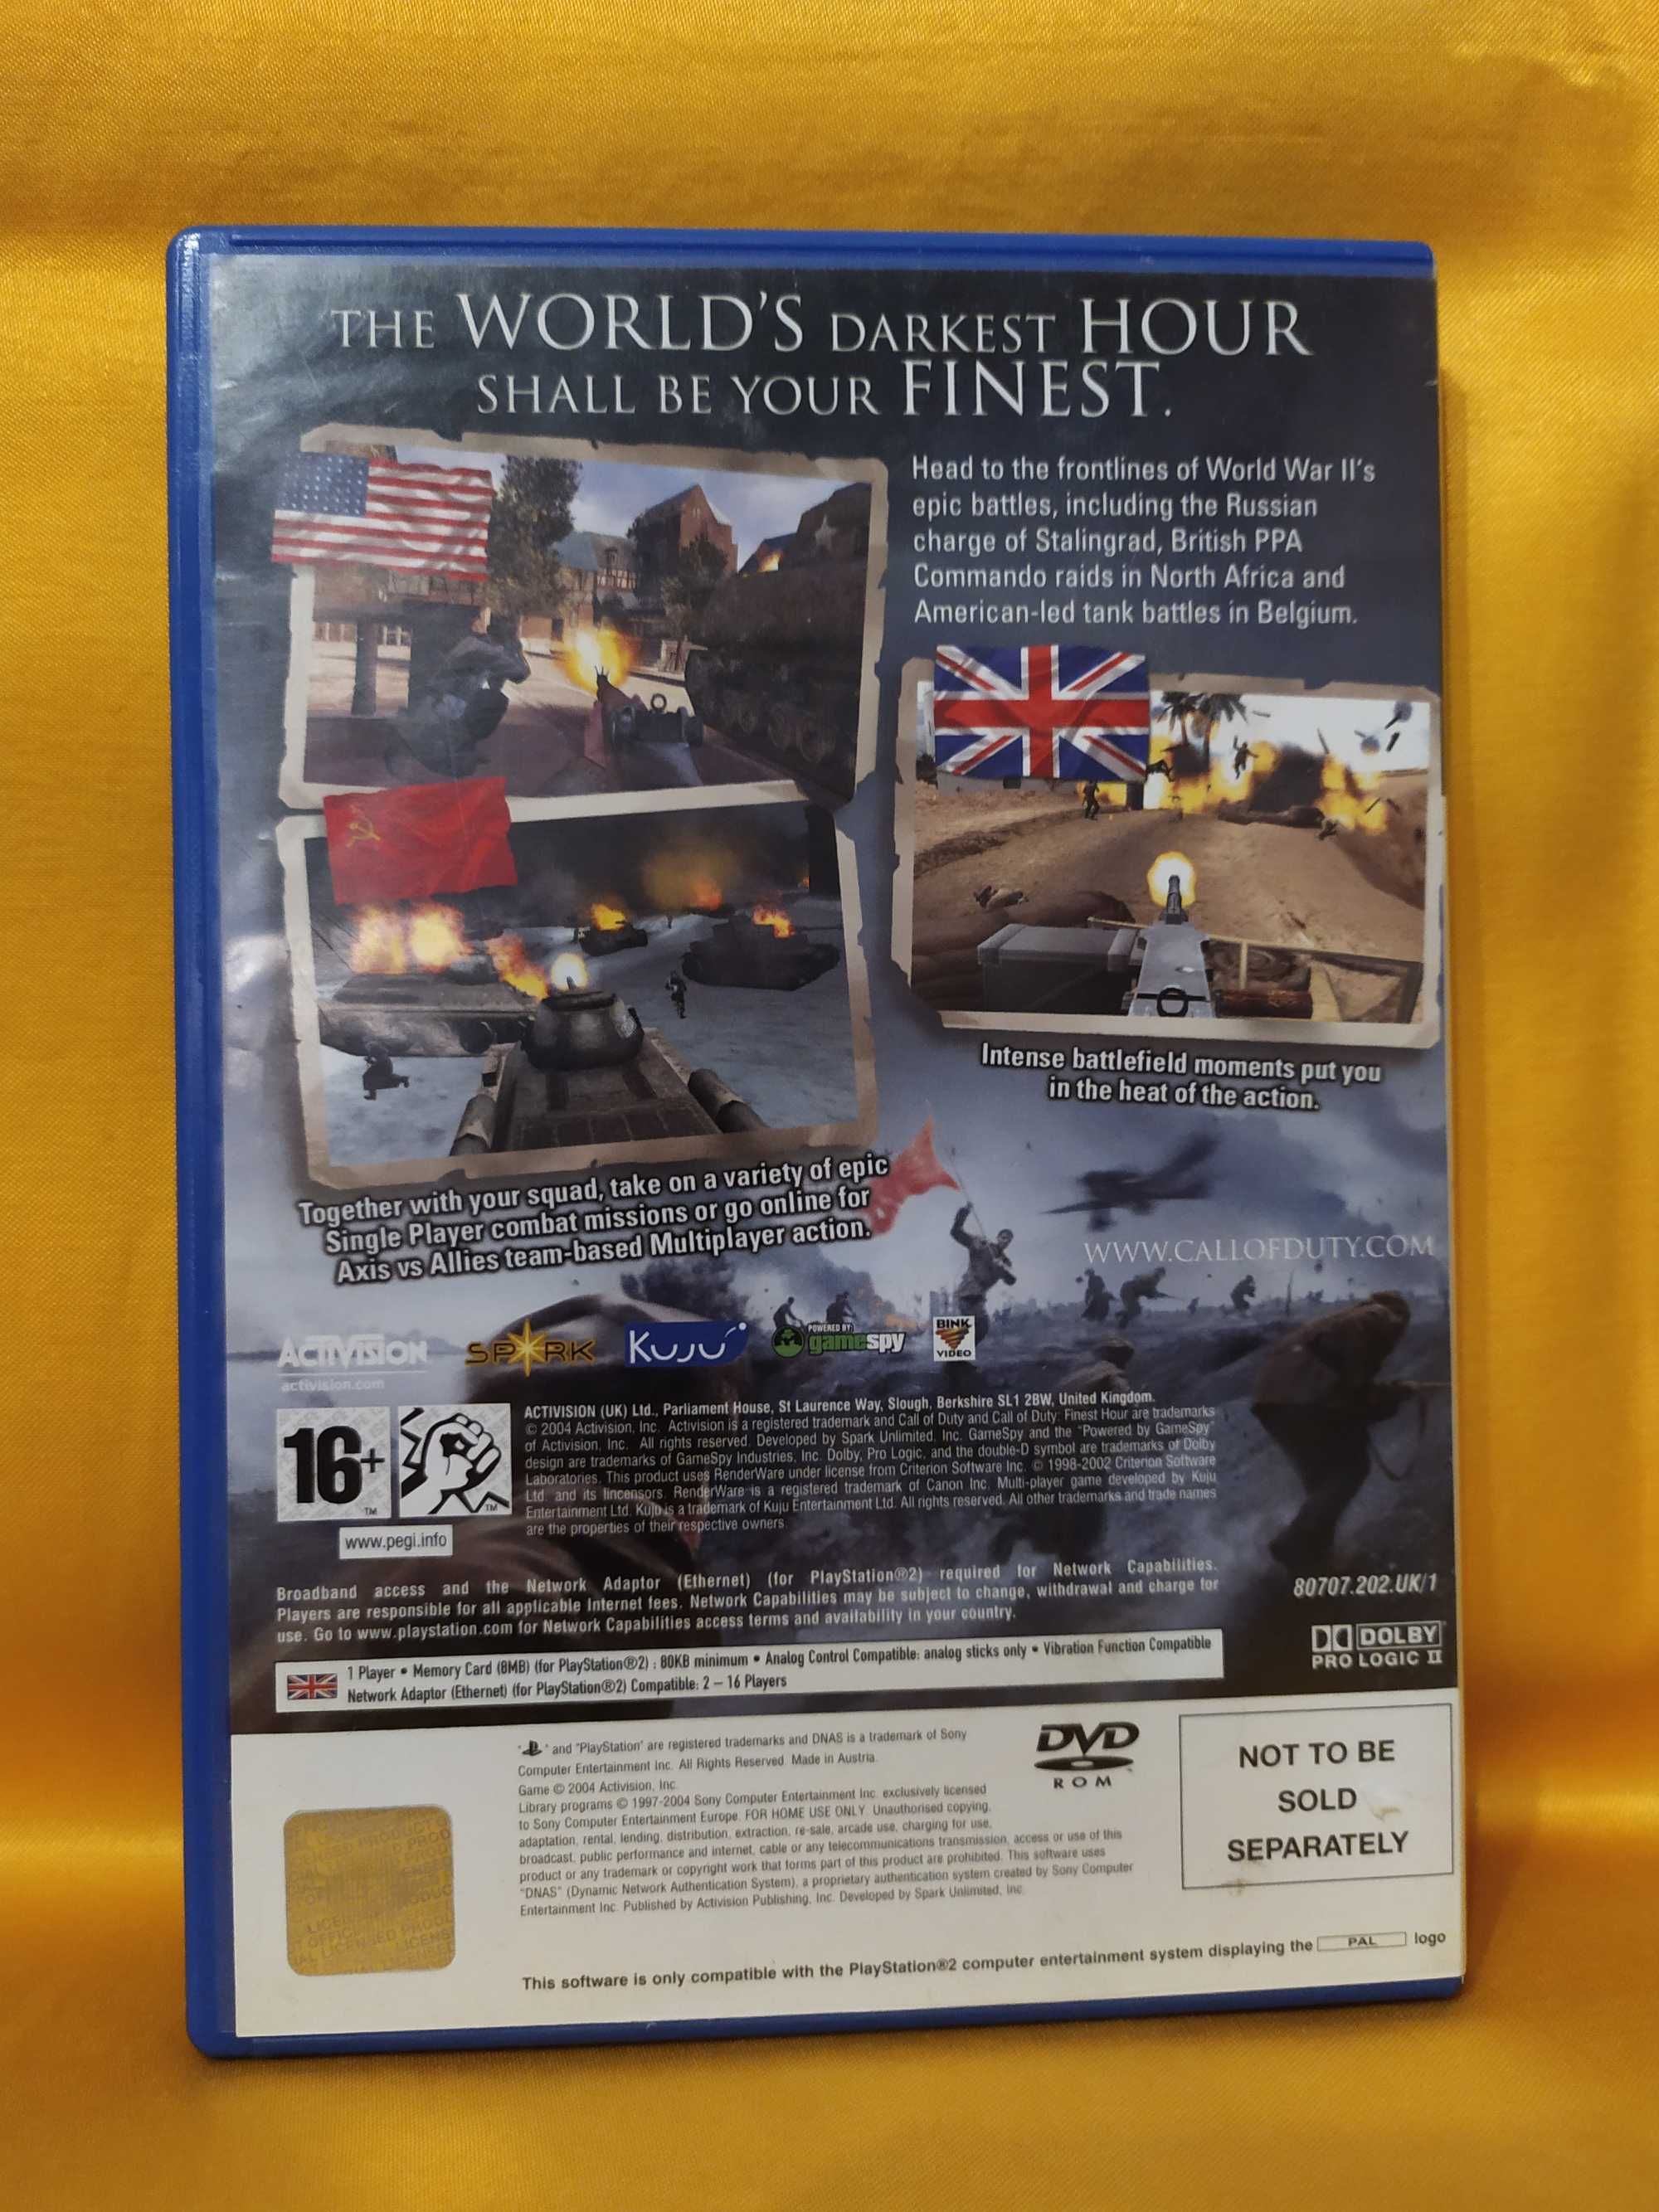 THE WORLD'S DARKEST HOUR
SHALL BE YOUR FINEST.
Head to the frontlines of World War II's
epic battles, including the Russian
charge of Stalingrad, British PPA
Commando raids in North Africa and
American-led tank battles in Belgium.
Intense battlefield moments put you
in the heat of the action.
Together with your squad, take on a variety of epic
Single Player combat missions or go online for
Axis vs Allies team-based Multiplayer action.
WWW.CALLOFDUTY.COM
ACTIVISION
activision.com
SPARK
KUJU
POWERED BY
gamespy
BINK
VIDEO
16+
TM
TM
www.pegi.info
ACTIVISION (UK) Ltd., Parliament House, St Laurence Way, Slough, Berkshire SL1 2BW, United Kingdom.
© 2004 Activision, Inc. Activision is a registered trademark and Call of Duty and Call of Duty: Finest Hour are trademarks
of Activision, Inc. All rights reserved. Developed by Spark Unlimited, Inc. GameSpy and the "Powered by GameSpy"
design are trademarks of GameSpy Industries, Inc. Dolby, Pro Logic, and the double-D symbol are trademarks of Dolby
Laboratories. This product uses RenderWare under license from Criterion Software Inc. © 1998-2002 Criterion Software
Ltd. and its lincensors. RenderWare is a registered trademark of Canon Inc. Multi-player game developed by Kuju
Entertainment Ltd. Kuju is a trademark of Kuju Entertainment Ltd. All rights reserved. All other trademarks and trade names
are the properties of their respective owners.
Broadband access and the Network Adaptor (Ethernet) (for PlayStation®2) required for Network Capabilities.
Players are responsible for all applicable Internet fees. Network Capabilities may be subject to change, withdrawal and charge for
use. Go to www.playstation.com for Network Capabilities access terms and availability in your country.
80707.202.UK/1
DOLBY
PRO LOGIC II
1 Player • Memory Card (8MB) (for PlayStation®2) : 80KB minimum • Analog Control Compatible: analog sticks only • Vibration Function Compatible
Network Adaptor (Ethernet) (for PlayStation®2) Compatible: 2 – 16 Players
" " and "PlayStation" are registered trademarks and DNAS is a trademark of Sony
Computer Entertainment Inc. All Rights Reserved. Made in Austria.
Game © 2004 Activision, Inc.
Library programs © 1997-2004 Sony Computer Entertainment Inc. exclusively licensed
to Sony Computer Entertainment Europe. FOR HOME USE ONLY. Unauthorised copying,
adaptation, rental, lending, distribution, extraction, re-sale, arcade use, charging for use,
broadcast, public performance and internet, cable or any telecommunications transmission, access or use of this
product or any trademark or copyright work that forms part of this product are prohibited. This software uses
"DNAS" (Dynamic Network Authentication System), a proprietary authentication system created by Sony Computer
Entertainment Inc. Published by Activision Publishing, Inc. Developed by Spark Unlimited, Inc.
DVD
ROM
NOT TO BE
SOLD
SEPARATELY
This software is only compatible with the PlayStation®2 computer entertainment system displaying the PAL logo